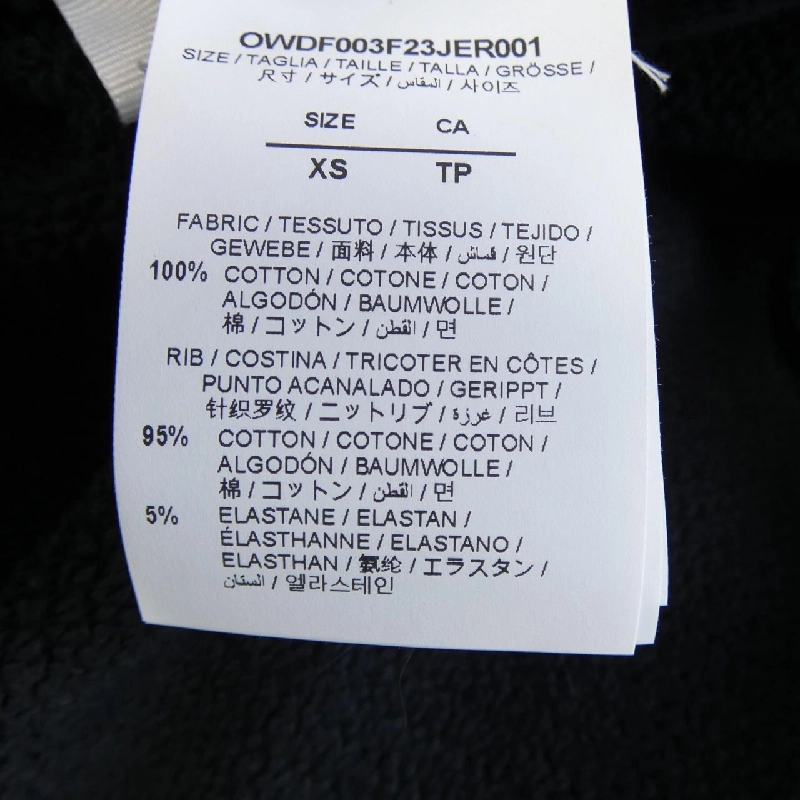 OWDF003F23JER001
SIZE / TAGLIA / TAILLE / TALLA / GRÖSSE /
尺寸 / サイズ / المقاس / 사이즈
SIZE CA
XS TP
FABRIC / TESSUTO / TISSUS / TEJIDO /
GEWEBE / 面料 / 本体 / قماش / 원단
100% COTTON / COTONE / COTON /
ALGODÓN / BAUMWOLLE /
棉 / コットン / القطن / 면
RIB / COSTINA / TRICOTER EN CÔTES /
PUNTO ACANALADO / GERIPPT /
针织罗纹 / ニットリブ / غرزة / 리브
95% COTTON / COTONE / COTON /
ALGODÓN / BAUMWOLLE /
棉 / コットン / القطن / 면
5% ELASTANE / ELASTAN /
ÉLASTHANNE / ELASTANO /
ELASTHAN / 氨纶 / エラスタン /
الستان / 엘라스테인